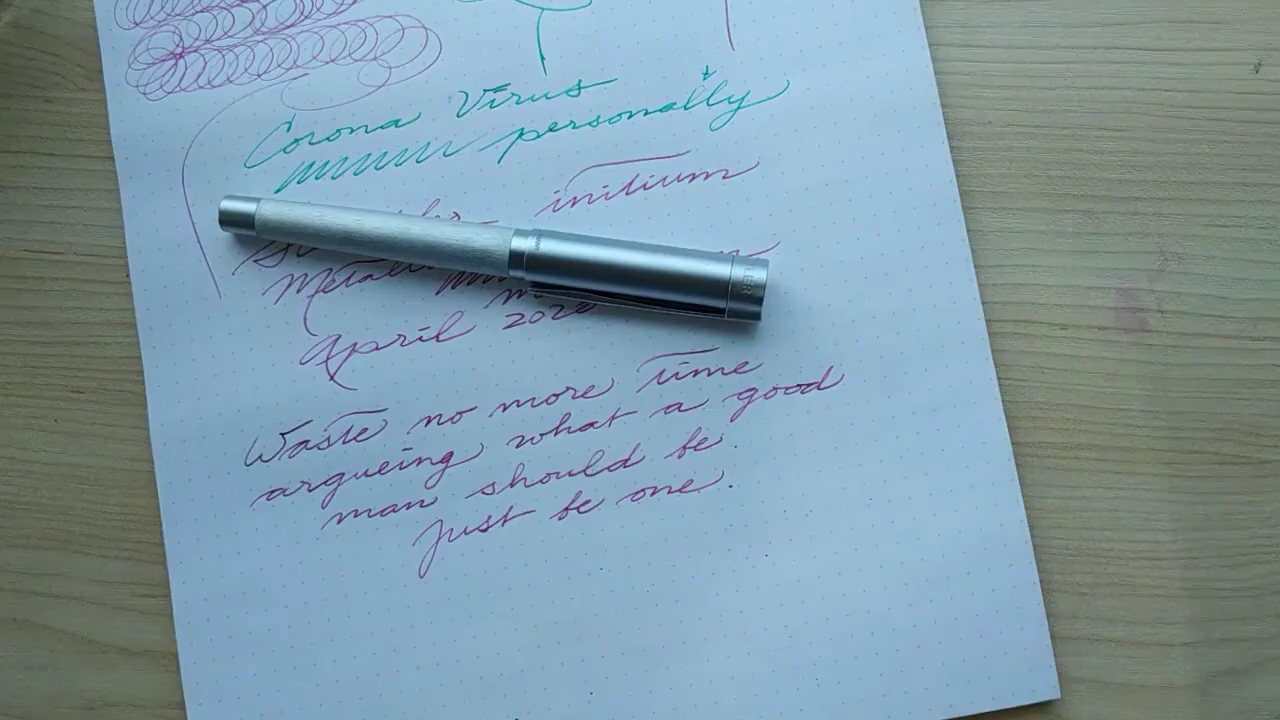 Corona Virus
personally
initium
April 2020
Waste no more time
argueing what a good
man should be.
just be one.